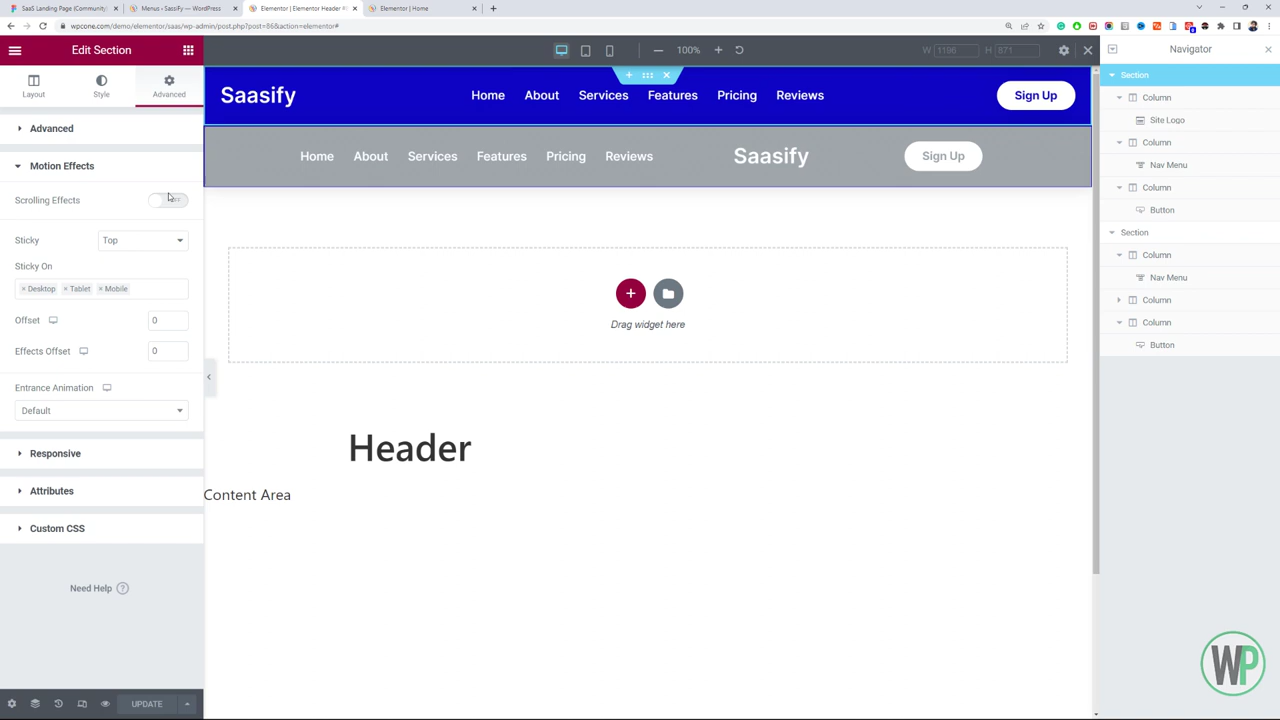 SaaS Landing Page (Community)
Menus ‹ SassIfy — WordPress
Elementor | Elementor Header #8
Elementor | Home
wpcone.com/demo/elementor/saas/wp-admin/post.php?post=86&action=elementor#
Edit Section
100%
W 1196
H 871
Navigator
Layout
Style
Advanced
Saasify
Home
About
Services
Features
Pricing
Reviews
Sign Up
Section
Column
Site Logo
Column
Nav Menu
Column
Button
Section
Column
Nav Menu
Column
Column
Button
Advanced
Motion Effects
Home
About
Services
Features
Pricing
Reviews
Saasify
Sign Up
Scrolling Effects
Sticky
Top
Sticky On
× Desktop × Tablet × Mobile
Offset
0
Effects Offset
0
Entrance Animation
Default
Drag widget here
Responsive
Header
Attributes
Content Area
Custom CSS
Need Help ?
UPDATE
WP